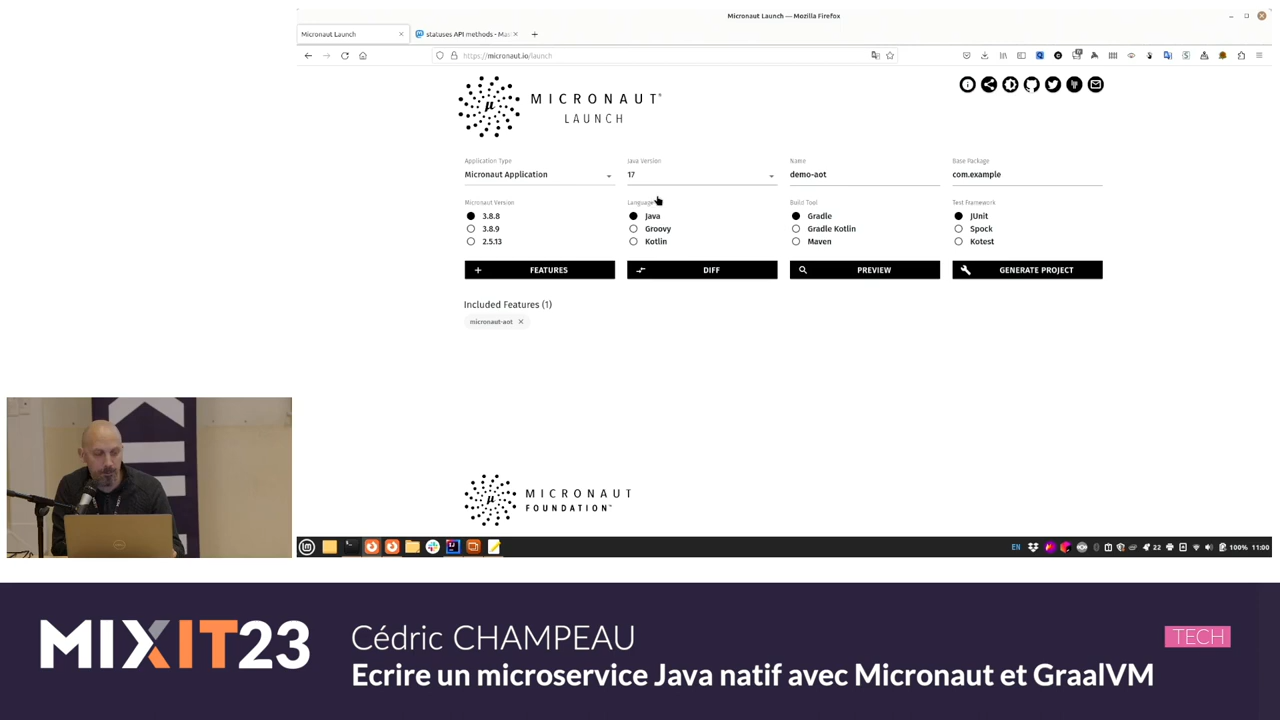 Micronaut Launch — Mozilla Firefox
Micronaut Launch
statuses API methods - Mas
https://micronaut.io/launch
MICRONAUT®
LAUNCH
Application Type
Java Version
Name
Base Package
Micronaut Application
17
demo-aot
com.example
Micronaut Version
Language
Build Tool
Test Framework
3.8.8
Java
Gradle
JUnit
3.8.9
Groovy
Gradle Kotlin
Spock
2.5.13
Kotlin
Maven
Kotest
FEATURES
DIFF
PREVIEW
GENERATE PROJECT
Included Features (1)
micronaut-aot
MICRONAUT
FOUNDATION™
EN
22
100%
11:00
MIXIT23
Cédric CHAMPEAU
TECH
Ecrire un microservice Java natif avec Micronaut et GraalVM